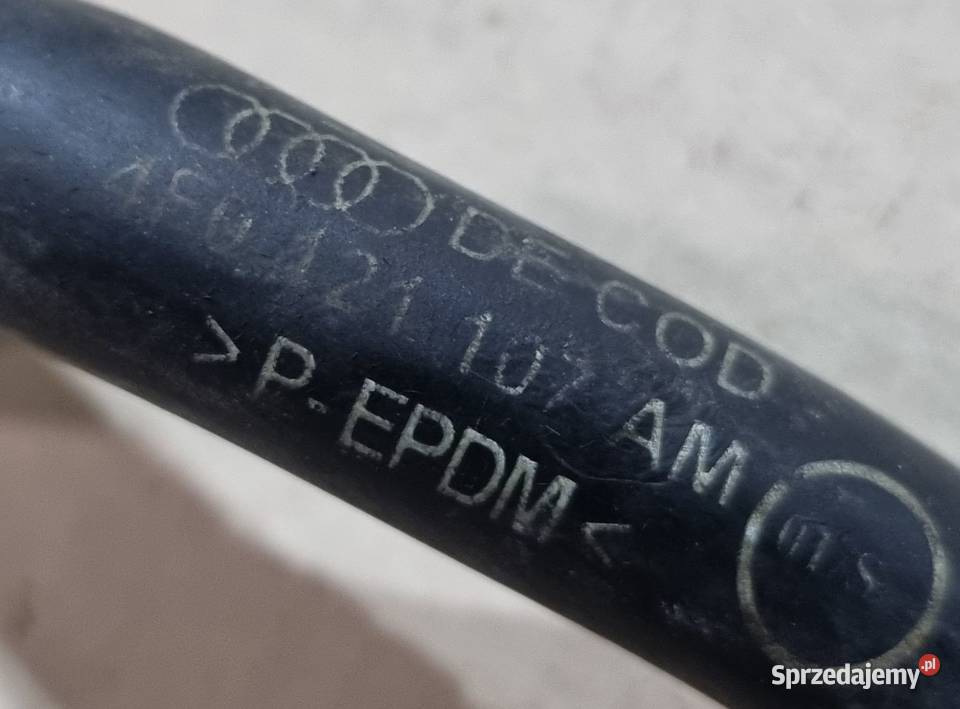 DE COD
4F0 121 107 AM
>P.EPDM<
Sprzedajemy.pl